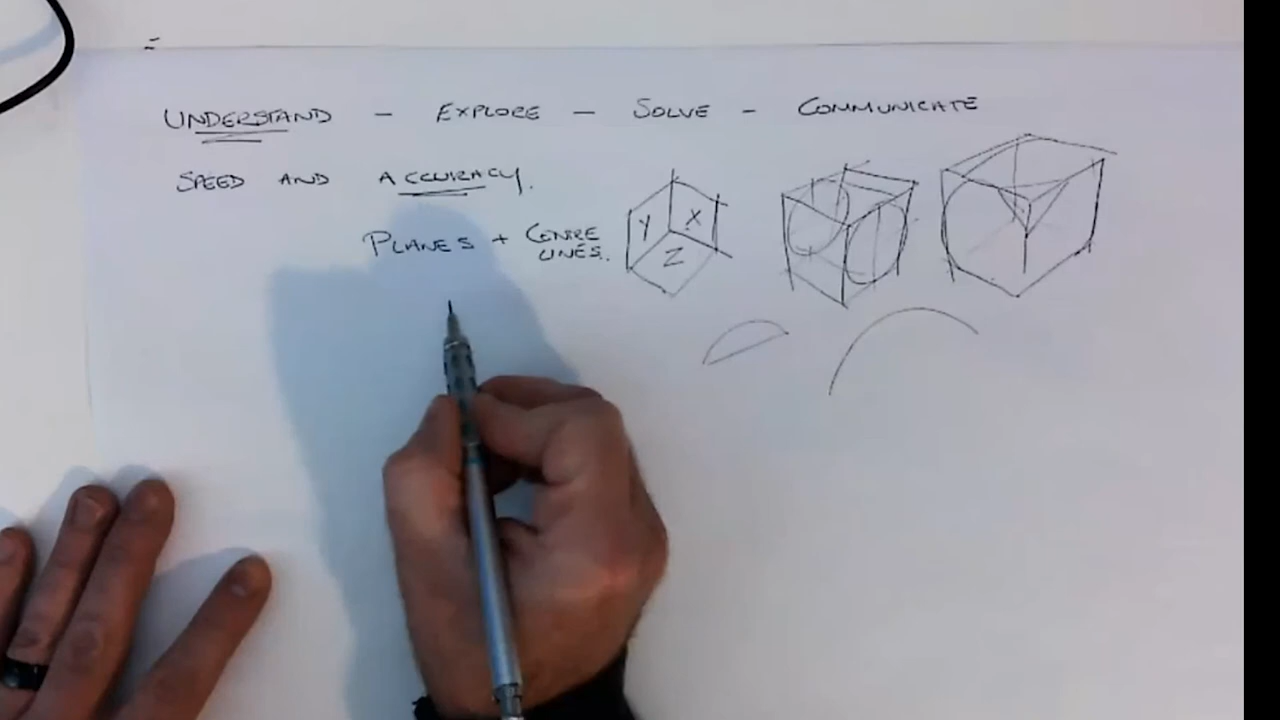 UNDERSTAND - EXPLORE - SOLVE - COMMUNICATE
SPEED AND ACCURACY.
PLANES + CENTRE
LINES.
Y X
Z